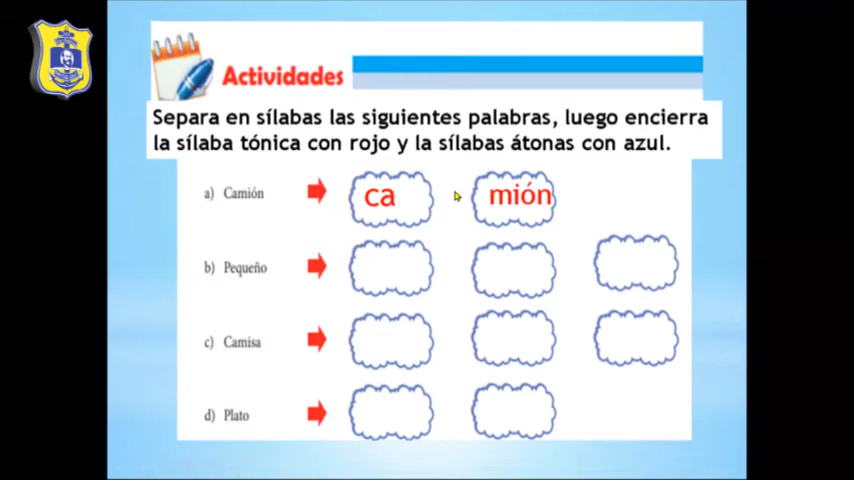 Actividades
Separa en sílabas las siguientes palabras, luego encierra
la sílaba tónica con rojo y la sílabas átonas con azul.
a) Camión ca mión
b) Pequeño
c) Camisa
d) Plato